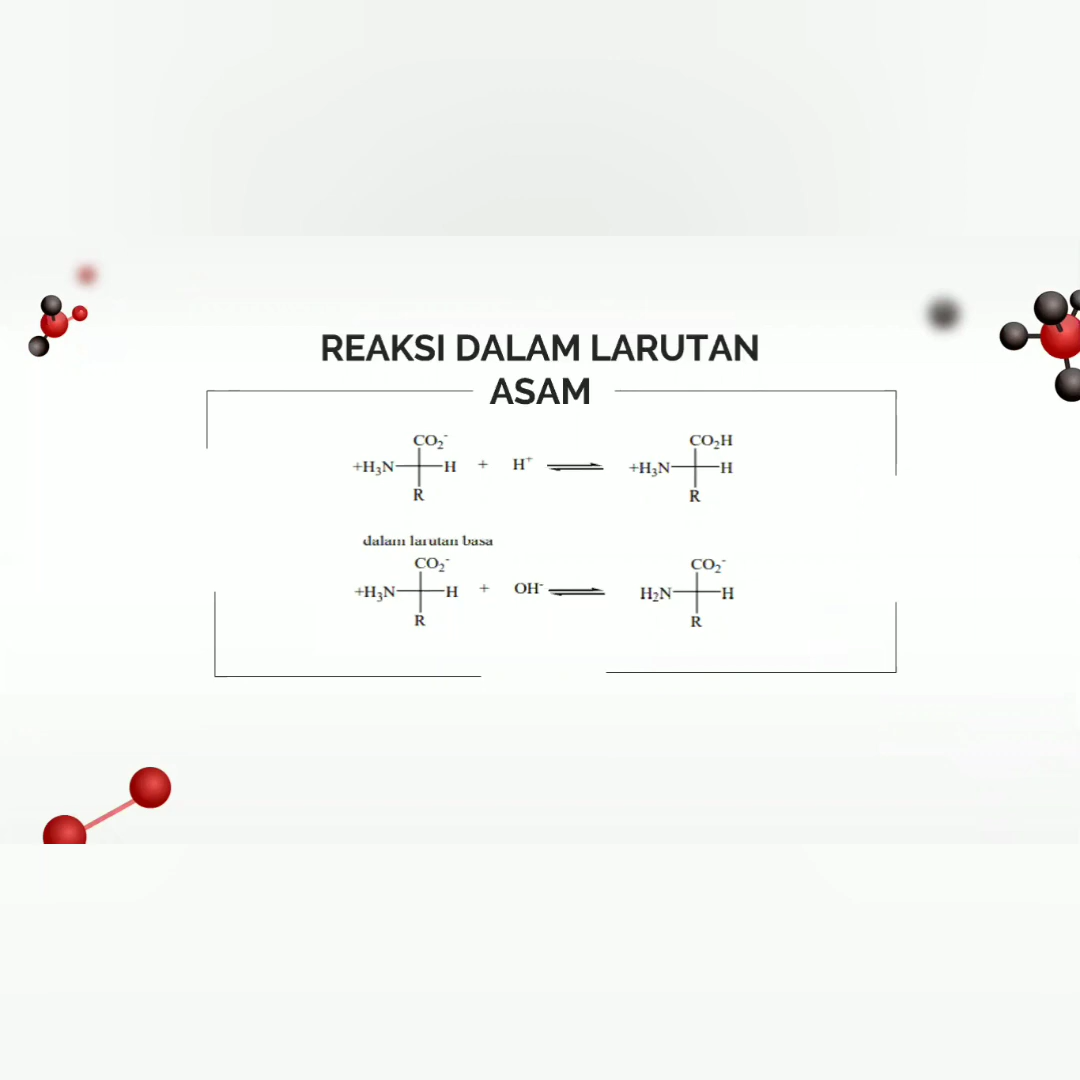 REAKSI DALAM LARUTAN
ASAM
CO₂⁻ CO₂H
+H₃N H + H⁺ ⇌ +H₃N H
R R
dalam larutan basa
CO₂⁻ CO₂⁻
+H₃N H + OH⁻ ⇌ H₂N H
R R